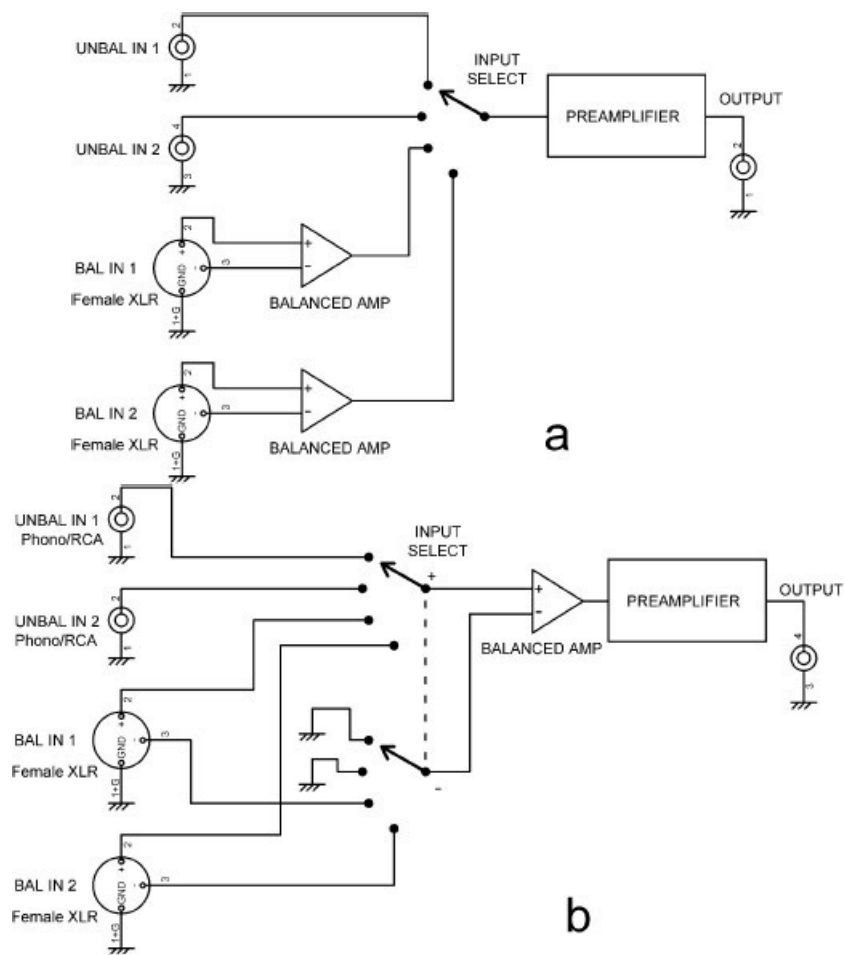 UNBAL IN 1
2
1
INPUT
SELECT
PREAMPLIFIER
OUTPUT
2
1
UNBAL IN 2
4
3
BAL IN 1
Female XLR
+
-
GND
2
3
1+G
+
-
BALANCED AMP
BAL IN 2
Female XLR
+
-
GND
2
3
1+G
+
-
BALANCED AMP
a
UNBAL IN 1
Phono/RCA
2
1
INPUT
SELECT
+
+
-
BALANCED AMP
PREAMPLIFIER
OUTPUT
4
3
UNBAL IN 2
Phono/RCA
2
1
BAL IN 1
Female XLR
+
-
GND
2
3
1+G
-
BAL IN 2
Female XLR
+
-
GND
2
3
1+G
b